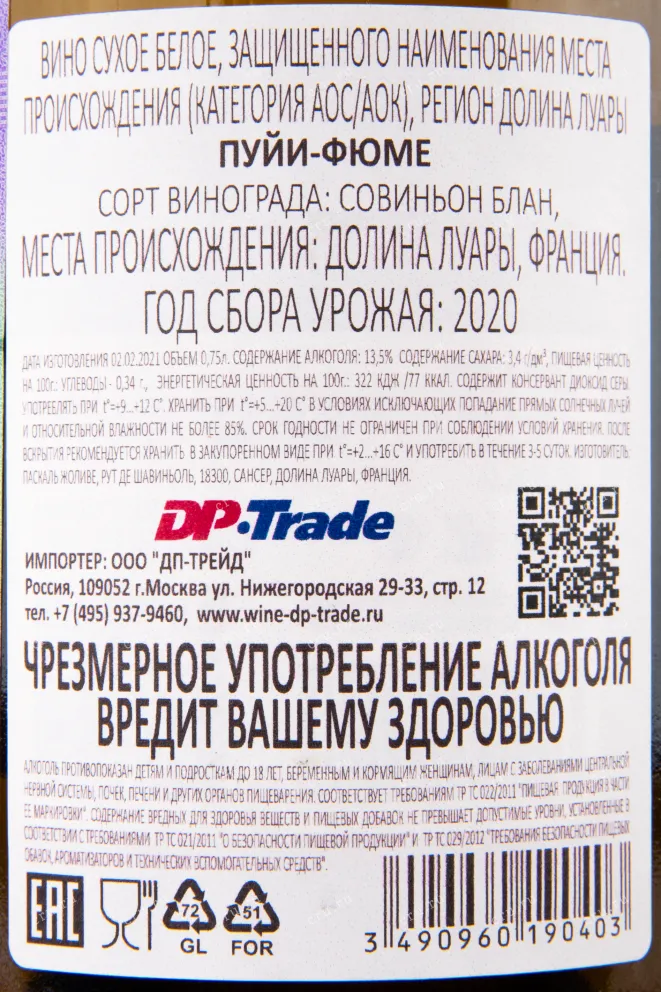 ВИНО СУХОЕ БЕЛОЕ, ЗАЩИЩЕННОГО НАИМЕНОВАНИЯ МЕСТА
ПРОИСХОЖДЕНИЯ (КАТЕГОРИЯ АОС/АОК), РЕГИОН ДОЛИНА ЛУАРЫ
ПУЙИ-ФЮМЕ
СОРТ ВИНОГРАДА: СОВИНЬОН БЛАН,
МЕСТА ПРОИСХОЖДЕНИЯ: ДОЛИНА ЛУАРЫ, ФРАНЦИЯ.
ГОД СБОРА УРОЖАЯ: 2020
ДАТА ИЗГОТОВЛЕНИЯ 02.02.2021 ОБЪЕМ 0,75л. СОДЕРЖАНИЕ АЛКОГОЛЯ: 13,5% СОДЕРЖАНИЕ САХАРА: 3,4 г/дм³, ПИЩЕВАЯ ЦЕННОСТЬ
НА 100г.: УГЛЕВОДЫ - 0,34 г., ЭНЕРГЕТИЧЕСКАЯ ЦЕННОСТЬ НА 100г.: 322 КДЖ /77 ККАЛ. СОДЕРЖИТ КОНСЕРВАНТ ДИОКСИД СЕРЫ.
УПОТРЕБЛЯТЬ ПРИ t°=+9...+12 С°. ХРАНИТЬ ПРИ t°=+5...+20 С° В УСЛОВИЯХ ИСКЛЮЧАЮЩИХ ПОПАДАНИЕ ПРЯМЫХ СОЛНЕЧНЫХ ЛУЧЕЙ
И ОТНОСИТЕЛЬНОЙ ВЛАЖНОСТИ НЕ БОЛЕЕ 85%. СРОК ГОДНОСТИ НЕ ОГРАНИЧЕН ПРИ СОБЛЮДЕНИИ УСЛОВИЙ ХРАНЕНИЯ. ПОСЛЕ
ВСКРЫТИЯ РЕКОМЕНДУЕТСЯ ХРАНИТЬ В ЗАКУПОРЕННОМ ВИДЕ ПРИ t°=+2...+16 С° И УПОТРЕБИТЬ В ТЕЧЕНИЕ 3-5 СУТОК. ИЗГОТОВИТЕЛЬ:
ПАСКАЛЬ ЖОЛИВЕ, РУТ ДЕ ШАВИНЬОЛЬ, 18300, САНСЕР, ДОЛИНА ЛУАРЫ, ФРАНЦИЯ.
DP·Trade
ИМПОРТЕР: ООО "ДП-ТРЕЙД"
Россия, 109052 г.Москва ул. Нижегородская 29-33, стр. 12
тел. +7 (495) 937-9460, www.wine-dp-trade.ru
ЧРЕЗМЕРНОЕ УПОТРЕБЛЕНИЕ АЛКОГОЛЯ
ВРЕДИТ ВАШЕМУ ЗДОРОВЬЮ
АЛКОГОЛЬ ПРОТИВОПОКАЗАН ДЕТЯМ И ПОДРОСТКАМ ДО 18 ЛЕТ, БЕРЕМЕННЫМ И КОРМЯЩИМ ЖЕНЩИНАМ, ЛИЦАМ С ЗАБОЛЕВАНИЯМИ ЦЕНТРАЛЬНОЙ
НЕРВНОЙ СИСТЕМЫ, ПОЧЕК, ПЕЧЕНИ И ДРУГИХ ОРГАНОВ ПИЩЕВАРЕНИЯ. СООТВЕТСТВУЕТ ТРЕБОВАНИЯМ ТР ТС 022/2011 "ПИЩЕВАЯ ПРОДУКЦИЯ В ЧАСТИ
ЕЕ МАРКИРОВКИ". СОДЕРЖАНИЕ ВРЕДНЫХ ДЛЯ ЗДОРОВЬЯ ВЕЩЕСТВ И ПИЩЕВЫХ ДОБАВОК НЕ ПРЕВЫШАЕТ ДОПУСТИМЫЕ УРОВНИ, УСТАНОВЛЕННЫЕ В
СООТВЕТСТВИИ С ТРЕБОВАНИЯМИ ТР ТС 021/2011 "О БЕЗОПАСНОСТИ ПИЩЕВОЙ ПРОДУКЦИИ" И ТР ТС 029/2012 "ТРЕБОВАНИЯ БЕЗОПАСНОСТИ ПИЩЕВЫХ
ДОБАВОК, АРОМАТИЗАТОРОВ И ТЕХНИЧЕСКИХ ВСПОМОГАТЕЛЬНЫХ СРЕДСТВ".
EAC
72
GL
51
FOR
3 490960 190403